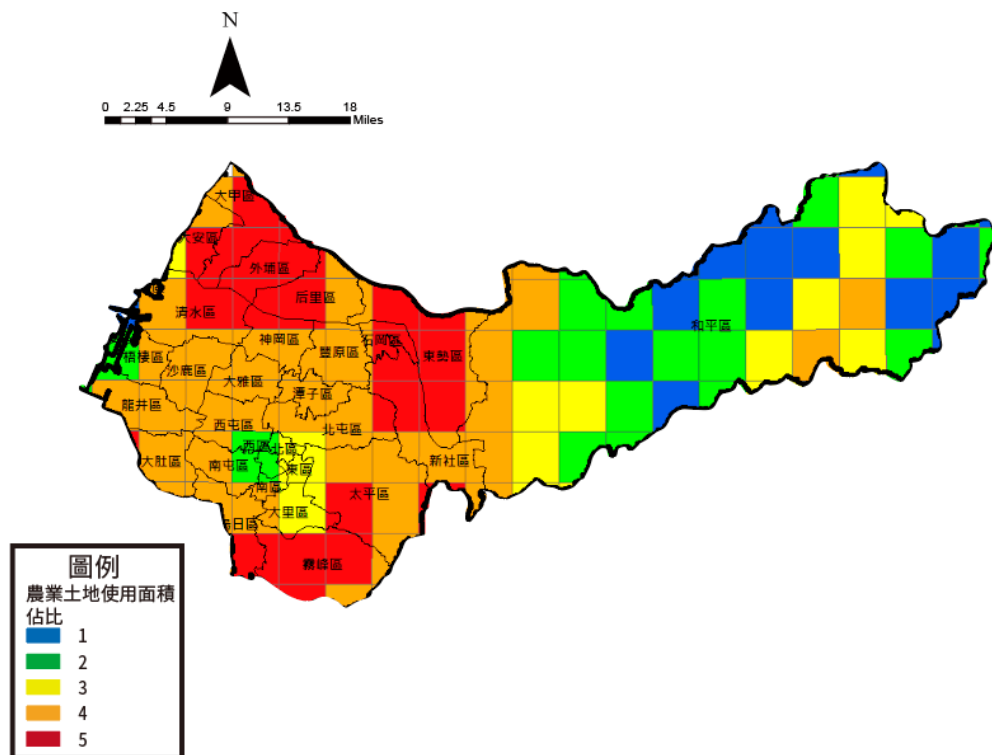 N
0 2.25 4.5 9 13.5 18
Miles
大甲區
大安區
外埔區
后里區
清水區
和平區
神岡區
豐原區
石岡區
東勢區
梧棲區
沙鹿區
大雅區
潭子區
龍井區
西屯區
北屯區
西區
北區
大肚區
南屯區
東區
新社區
南區
太平區
大里區
烏日區
霧峰區
圖例
農業土地使用面積
佔比
1
2
3
4
5